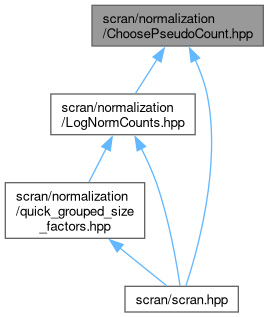 scran/normalization
/ChoosePseudoCount.hpp
scran/normalization
/LogNormCounts.hpp
scran/normalization
/quick_grouped_size
_factors.hpp
scran/scran.hpp